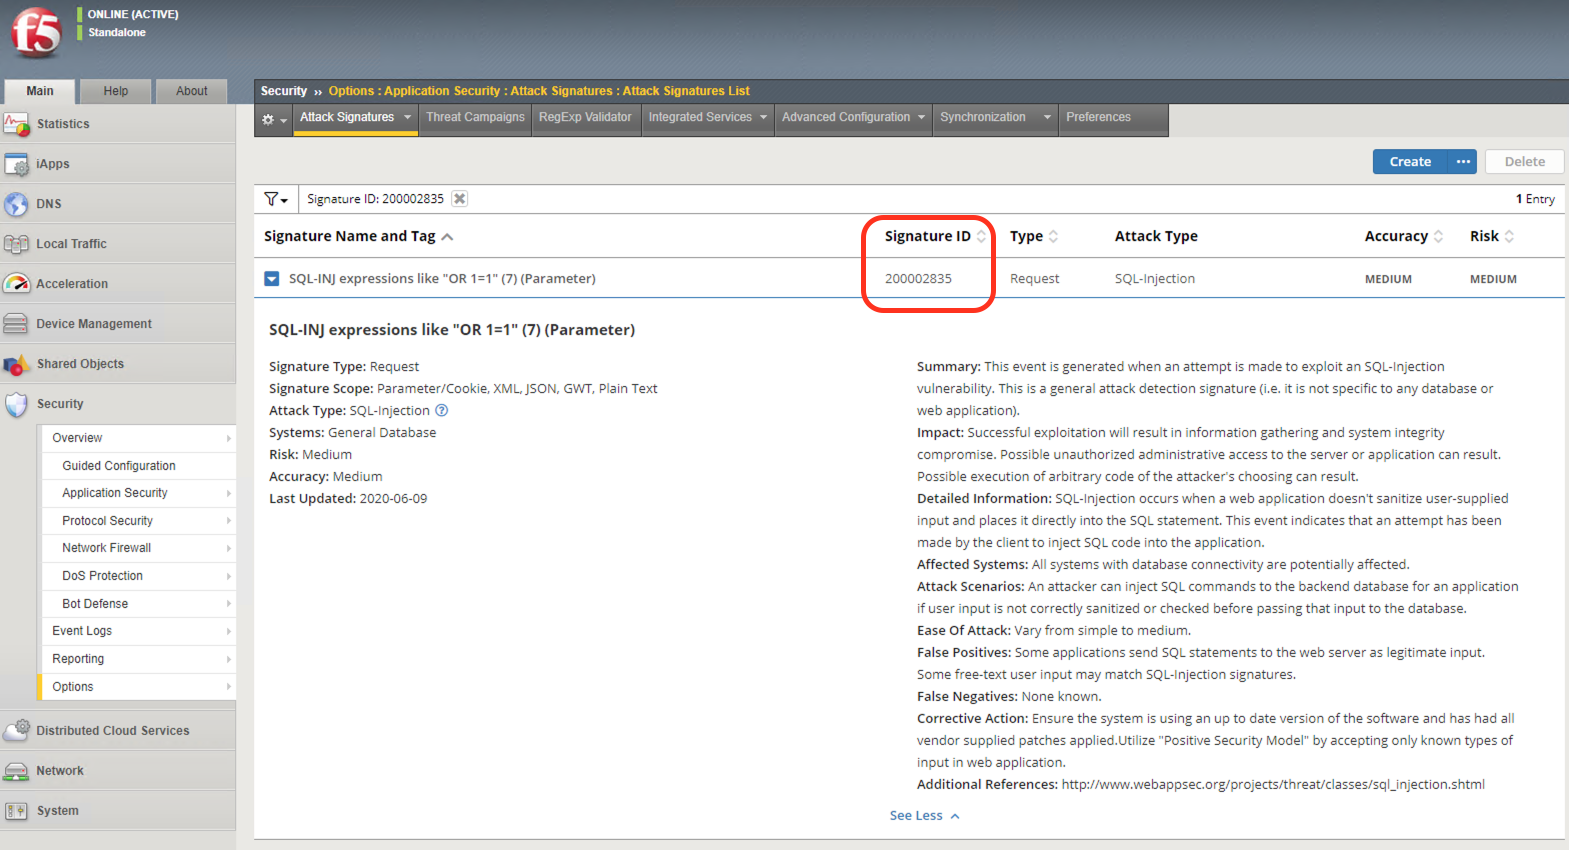 f5
ONLINE (ACTIVE)
Standalone
Main
Help
About
Security » Options : Application Security : Attack Signatures : Attack Signatures List
Attack Signatures
Threat Campaigns
RegExp Validator
Integrated Services
Advanced Configuration
Synchronization
Preferences
Statistics
iApps
DNS
Local Traffic
Acceleration
Device Management
Shared Objects
Security
Overview
Guided Configuration
Application Security
Protocol Security
Network Firewall
DoS Protection
Bot Defense
Event Logs
Reporting
Options
Distributed Cloud Services
Network
System
Create
...
Delete
Signature ID: 200002835
1 Entry
Signature Name and Tag
Signature ID
Type
Attack Type
Accuracy
Risk
SQL-INJ expressions like "OR 1=1" (7) (Parameter)
200002835
Request
SQL-Injection
MEDIUM
MEDIUM
SQL-INJ expressions like "OR 1=1" (7) (Parameter)
Signature Type: Request
Signature Scope: Parameter/Cookie, XML, JSON, GWT, Plain Text
Attack Type: SQL-Injection ?
Systems: General Database
Risk: Medium
Accuracy: Medium
Last Updated: 2020-06-09
Summary: This event is generated when an attempt is made to exploit an SQL-Injection
vulnerability. This is a general attack detection signature (i.e. it is not specific to any database or
web application).
Impact: Successful exploitation will result in information gathering and system integrity
compromise. Possible unauthorized administrative access to the server or application can result.
Possible execution of arbitrary code of the attacker's choosing can result.
Detailed Information: SQL-Injection occurs when a web application doesn't sanitize user-supplied
input and places it directly into the SQL statement. This event indicates that an attempt has been
made by the client to inject SQL code into the application.
Affected Systems: All systems with database connectivity are potentially affected.
Attack Scenarios: An attacker can inject SQL commands to the backend database for an application
if user input is not correctly sanitized or checked before passing that input to the database.
Ease Of Attack: Vary from simple to medium.
False Positives: Some applications send SQL statements to the web server as legitimate input.
Some free-text user input may match SQL-Injection signatures.
False Negatives: None known.
Corrective Action: Ensure the system is using an up to date version of the software and has had all
vendor supplied patches applied.Utilize "Positive Security Model" by accepting only known types of
input in web application.
Additional References: http://www.webappsec.org/projects/threat/classes/sql_injection.shtml
See Less